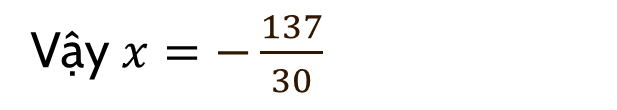 Vậy x = − 137/30